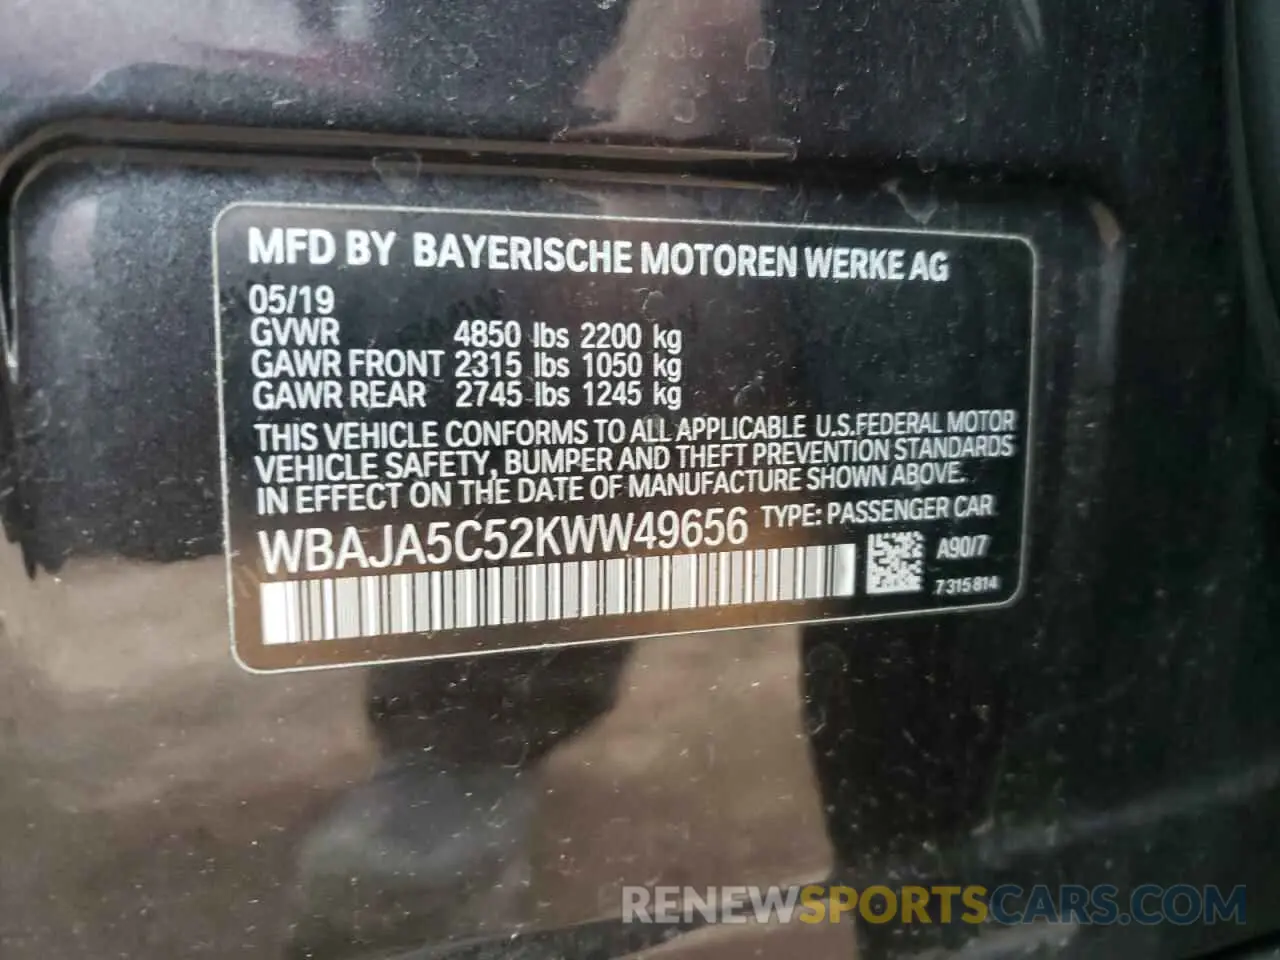 MFD BY BAYERISCHE MOTOREN WERKE AG
05/19
GVWR 4850 lbs 2200 kg
GAWR FRONT 2315 lbs 1050 kg
GAWR REAR 2745 lbs 1245 kg
THIS VEHICLE CONFORMS TO ALL APPLICABLE U.S.FEDERAL MOTOR
VEHICLE SAFETY, BUMPER AND THEFT PREVENTION STANDARDS
IN EFFECT ON THE DATE OF MANUFACTURE SHOWN ABOVE.
WBAJA5C52KWW49656 TYPE: PASSENGER CAR
A90/7
7315814
RENEWSPORTSCARS.COM